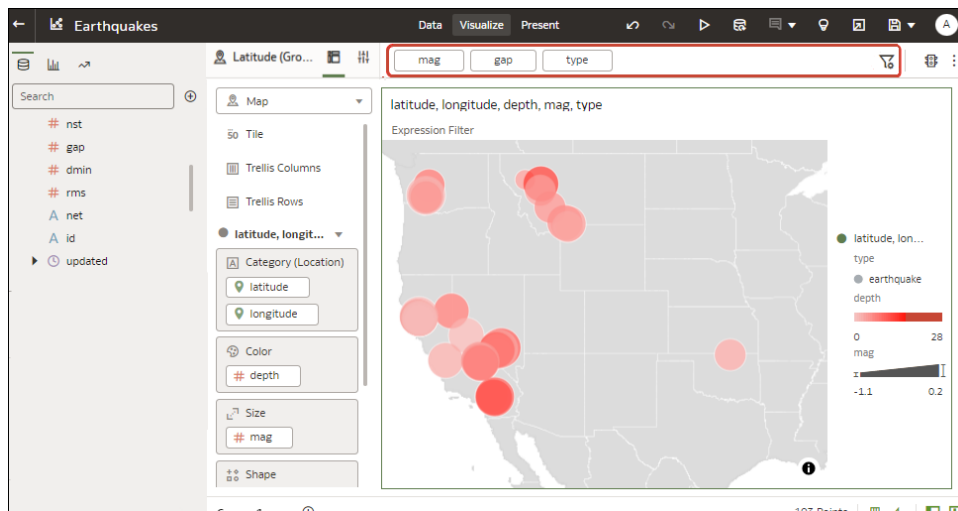 Earthquakes
Data Visualize Present
A
Latitude (Gro...
mag gap type
Search
# nst
# gap
# dmin
# rms
A net
A id
updated
Map
50 Tile
Trellis Columns
Trellis Rows
latitude, longit...
A Category (Location)
latitude
longitude
Color
# depth
Size
# mag
Shape
latitude, longitude, depth, mag, type
Expression Filter
latitude, lon...
type
earthquake
depth
0 28
mag
-1.1 0.2